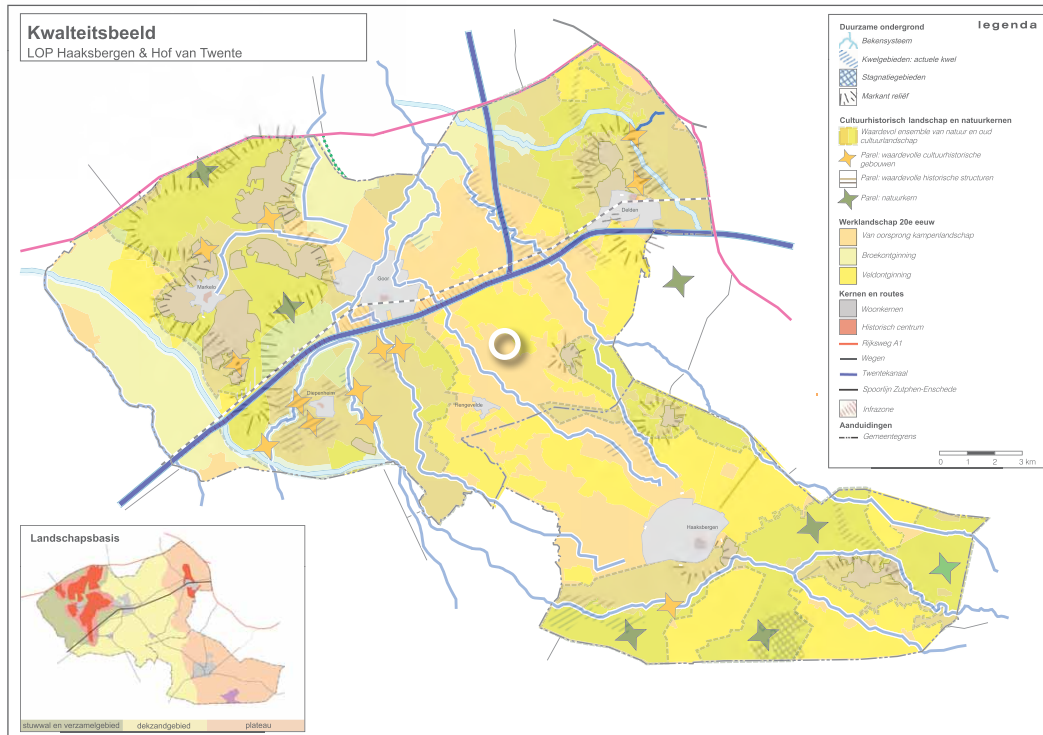 Kwaliteitsbeeld
LOP Haaksbergen & Hof van Twente
legenda
Duurzame ondergrond
Bekensysteem
Kwelgebieden: actuele kwel
Stagnatiegebieden
Markant reliëf
Cultuurhistorisch landschap en natuurkernen
Waardevol ensemble van natuur en oud
cultuurlandschap
Parel: waardevolle cultuurhistorische
gebouwen
Parel: waardevolle historische structuren
Parel: natuurkern
Werklandschap 20e eeuw
Van oorsprong kampenlandschap
Broekontginning
Veldontginning
Kernen en routes
Woonkernen
Historisch centrum
Rijksweg A1
Wegen
Twentekanaal
Spoorlijn Zutphen-Enschede
Infrazone
Aanduidingen
Gemeentegrens
0 1 2 3 km
Delden
Goor
Markelo
Diepenheim
Hengevelde
Haaksbergen
Landschapsbasis
stuwwal en verzamelgebied
dekzandgebied
plateau